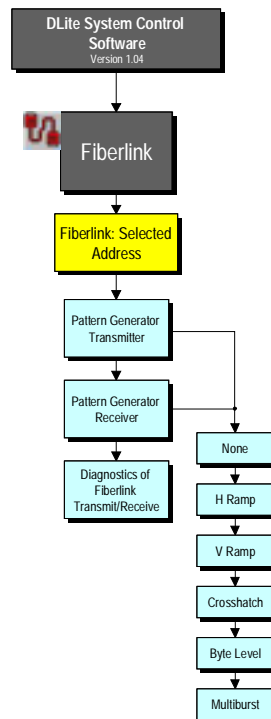 DLite System Control
Software
Version 1.04
Fiberlink
Fiberlink: Selected
Address
Pattern Generator
Transmitter
Pattern Generator
Receiver
Diagnostics of
Fiberlink
Transmit/Receive
None
H Ramp
V Ramp
Crosshatch
Byte Level
Multiburst